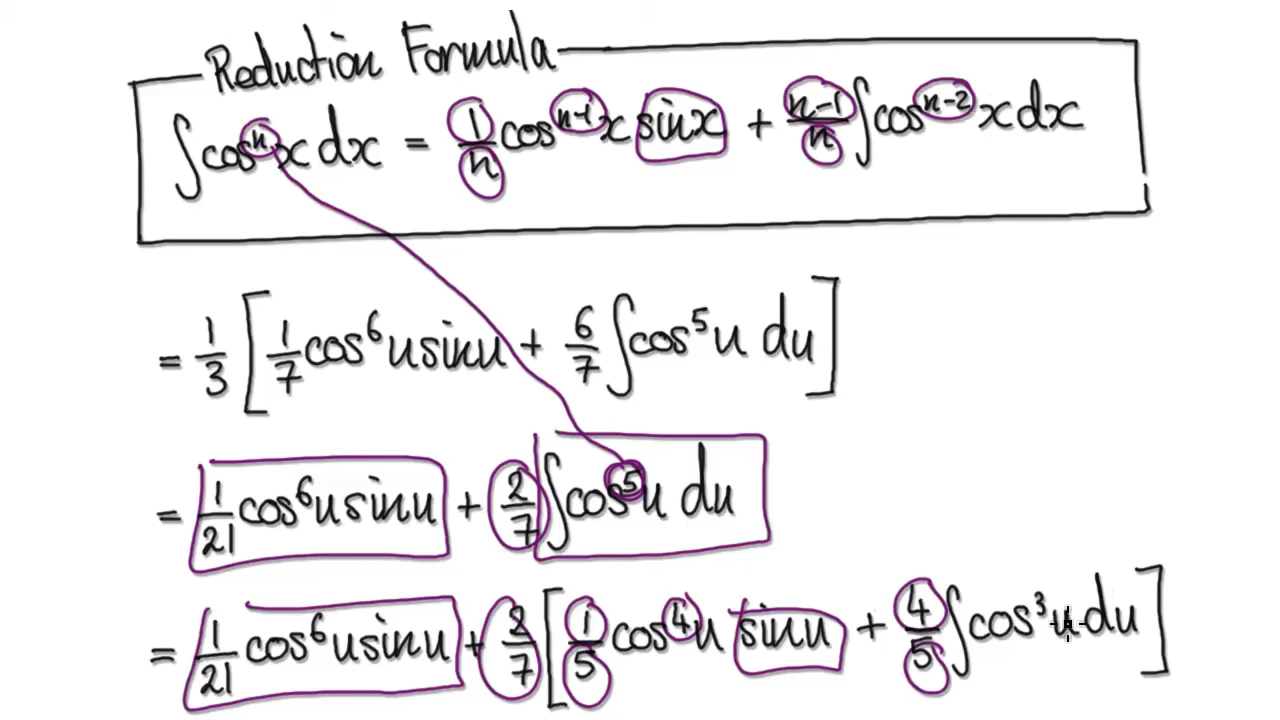 Reduction Formula
∫cosⁿx dx = 1/n cosⁿ⁻¹x sinx + n-1/n ∫cosⁿ⁻²x dx
= 1/3 [1/7 cos⁶u sinu + 6/7 ∫cos⁵u du]
= 1/21 cos⁶u sinu + 2/7 ∫cos⁵u du
= 1/21 cos⁶u sinu + 2/7 [1/5 cos⁴u sinu + 4/5 ∫cos³u du]